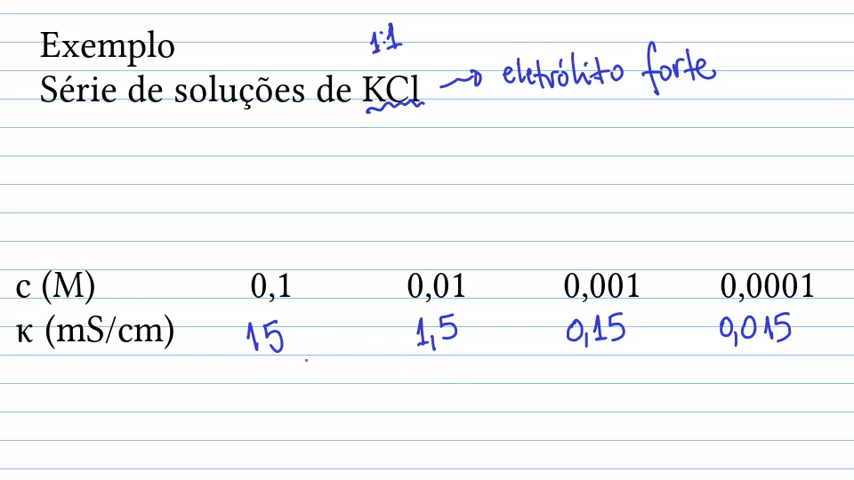 Exemplo 1:1
Série de soluções de KCl → eletrólito forte
c (M) 0,1 0,01 0,001 0,0001
κ (mS/cm) 15 1,5 0,15 0,015